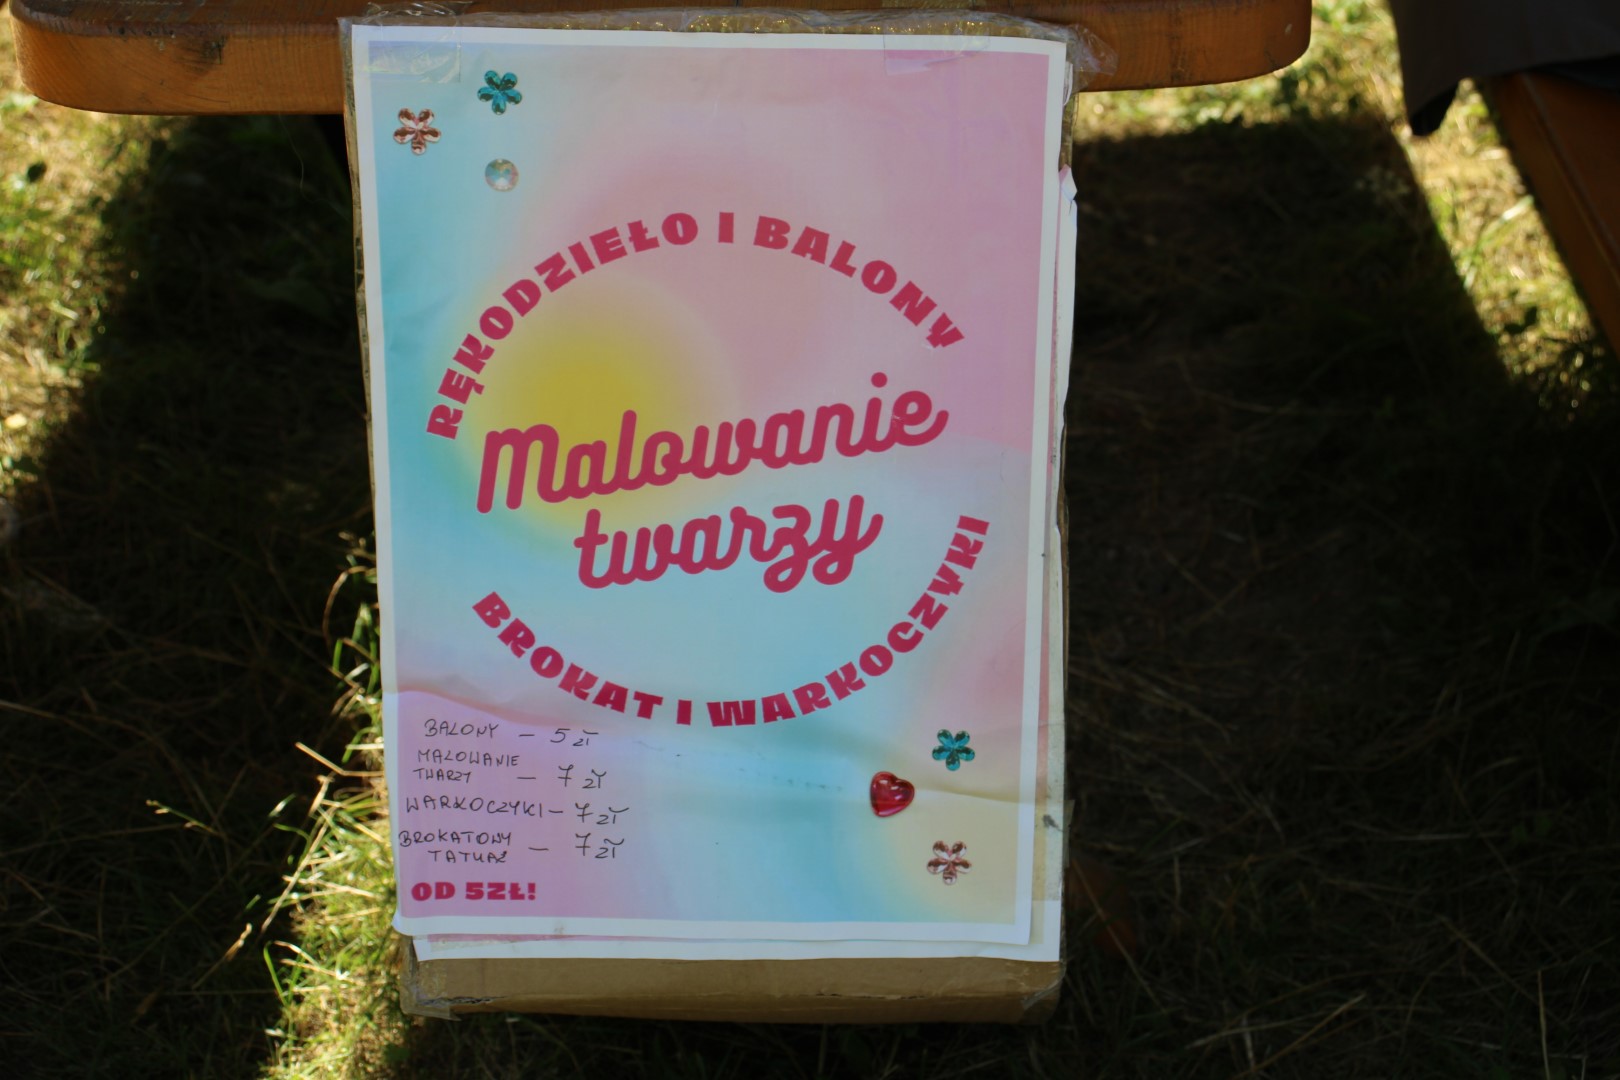 RĘKODZIEŁO I BALONY
Malowanie
twarzy
BROKAT I WARKOCZYKI
BALONY – 5 zł
MALOWANIE
TWARZY – 7 zł
WARKOCZYKI – 7 zł
BROKATOWY
TATUAŻ – 7 zł
OD 5ZŁ!